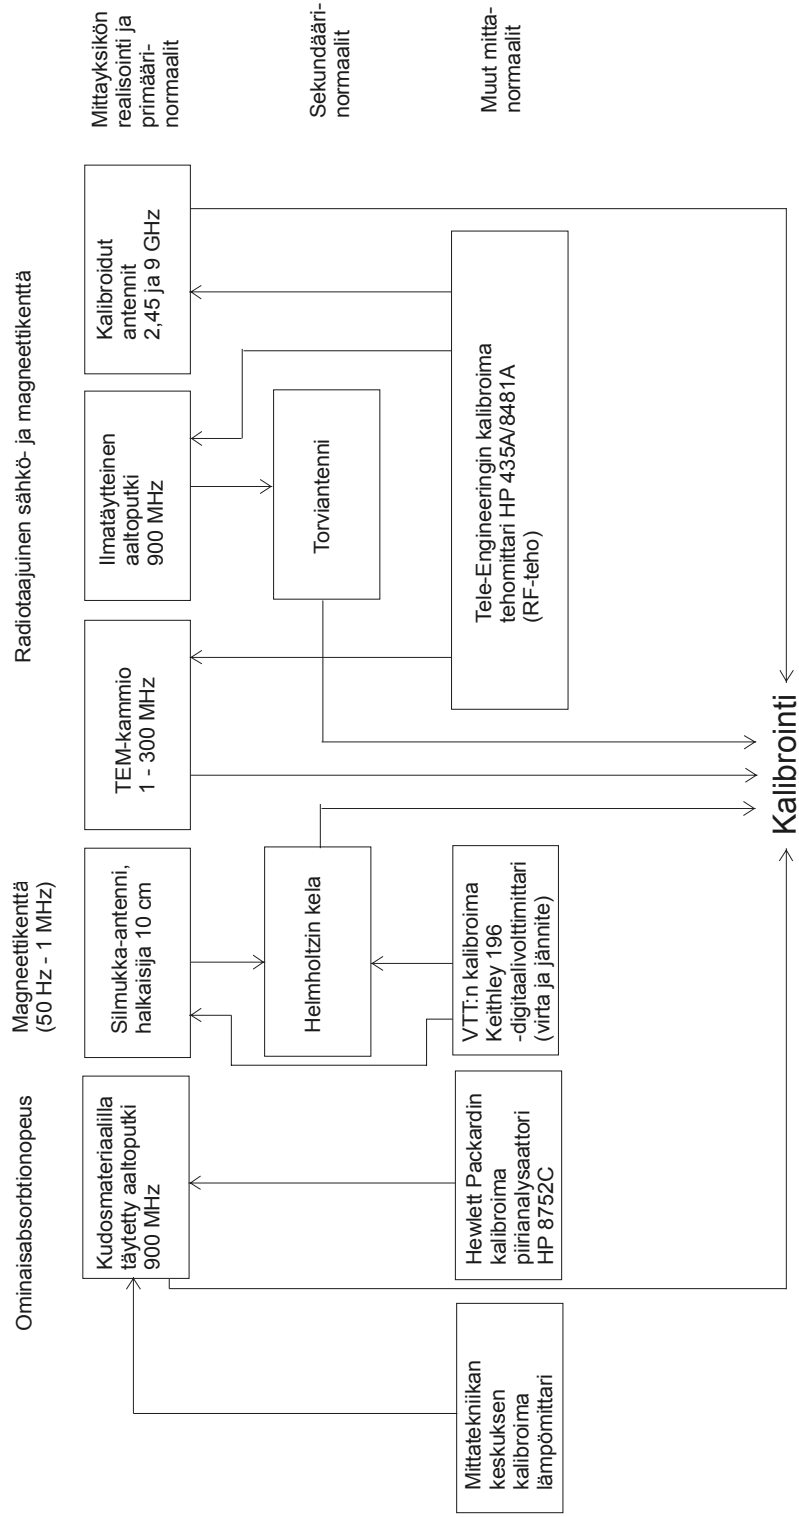 Ominaisabsorbtionopeus
Magneettikenttä
(50 Hz - 1 MHz)
Radiotaajuinen sähkö- ja magneettikenttä
Kudosmateriaalilla
täytetty aaltoputki
900 MHz
Silmukka-antenni,
halkaisija 10 cm
TEM-kammio
1 - 300 MHz
Ilmatäytteinen
aaltoputki
900 MHz
Kalibroidut
antennit
2,45 ja 9 GHz
Mittayksikön
realisointi ja
primääri-
normaalit
Helmholtzin kela
Torviantenni
Sekundääri-
normaalit
Mittatekniikan
keskuksen
kalibroima
lämpömittari
Hewlett Packardin
kalibroima
piirianalysaattori
HP 8752C
VTT:n kalibroima
Keithley 196
-digitaalivolttimittari
(virta ja jännite)
Tele-Engineeringin kalibroima
tehomittari HP 435A/8481A
(RF-teho)
Muut mitta-
normaalit
Kalibrointi